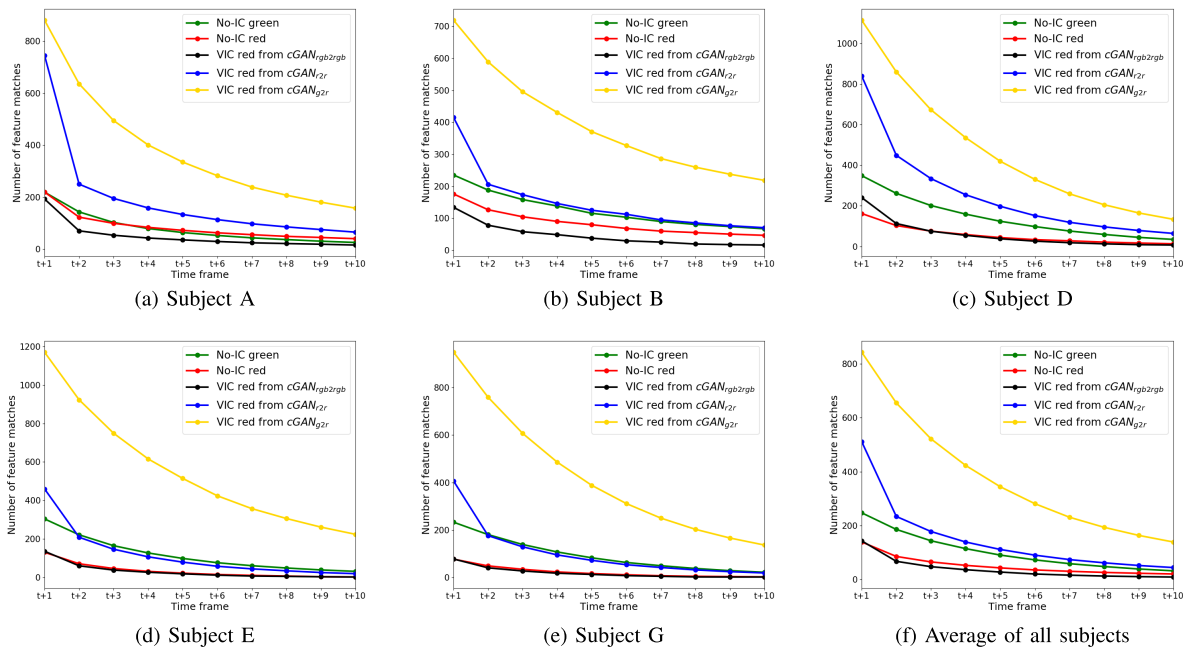 No-IC green
No-IC red
VIC red from cGANrgb2rgb
VIC red from cGANr2r
VIC red from cGANg2r
Number of feature matches
800
600
400
200
0
t+1 t+2 t+3 t+4 t+5 t+6 t+7 t+8 t+9 t+10
Time frame
(a) Subject A
No-IC green
No-IC red
VIC red from cGANrgb2rgb
VIC red from cGANr2r
VIC red from cGANg2r
Number of feature matches
700
600
500
400
300
200
100
0
t+1 t+2 t+3 t+4 t+5 t+6 t+7 t+8 t+9 t+10
Time frame
(b) Subject B
No-IC green
No-IC red
VIC red from cGANrgb2rgb
VIC red from cGANr2r
VIC red from cGANg2r
Number of feature matches
1000
800
600
400
200
0
t+1 t+2 t+3 t+4 t+5 t+6 t+7 t+8 t+9 t+10
Time frame
(c) Subject D
No-IC green
No-IC red
VIC red from cGANrgb2rgb
VIC red from cGANr2r
VIC red from cGANg2r
Number of feature matches
1200
1000
800
600
400
200
0
t+1 t+2 t+3 t+4 t+5 t+6 t+7 t+8 t+9 t+10
Time frame
(d) Subject E
No-IC green
No-IC red
VIC red from cGANrgb2rgb
VIC red from cGANr2r
VIC red from cGANg2r
Number of feature matches
800
600
400
200
0
t+1 t+2 t+3 t+4 t+5 t+6 t+7 t+8 t+9 t+10
Time frame
(e) Subject G
No-IC green
No-IC red
VIC red from cGANrgb2rgb
VIC red from cGANr2r
VIC red from cGANg2r
Number of feature matches
800
600
400
200
0
t+1 t+2 t+3 t+4 t+5 t+6 t+7 t+8 t+9 t+10
Time frame
(f) Average of all subjects